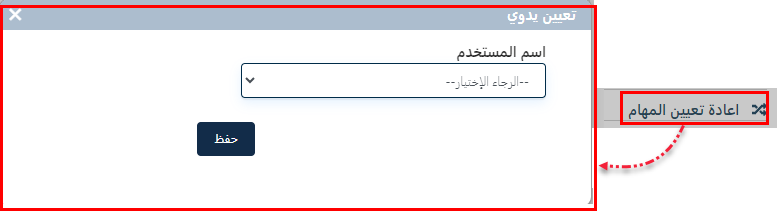 تعيين يدوي
اسم المستخدم
--الرجاء الإختيار--
حفظ
اعادة تعيين المهام